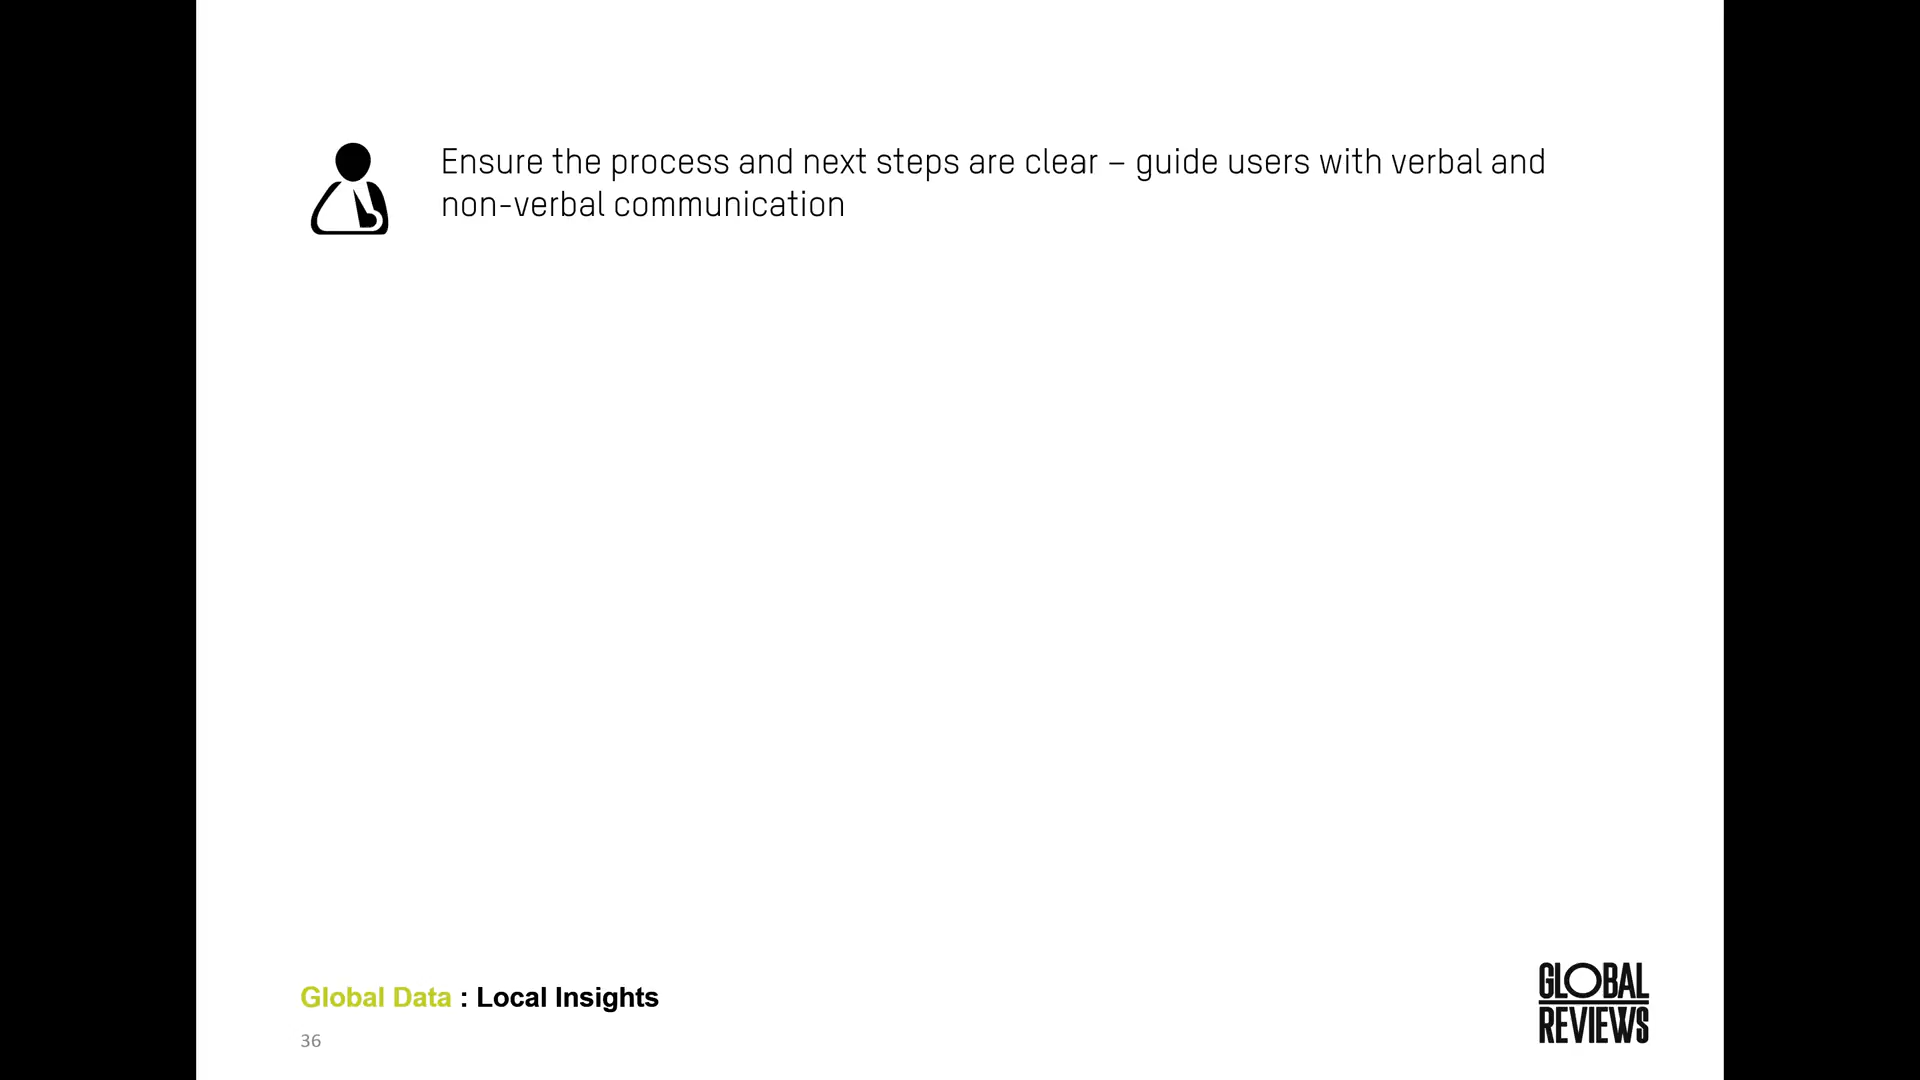 Ensure the process and next steps are clear – guide users with verbal and
non-verbal communication
Global Data : Local Insights
36
GLOBAL
REVIEWS